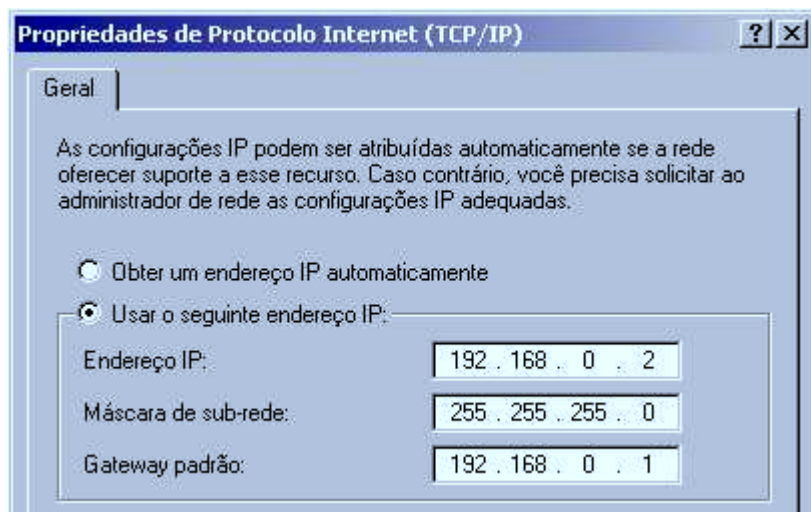 Propriedades de Protocolo Internet (TCP/IP)
Geral
As configurações IP podem ser atribuídas automaticamente se a rede
oferecer suporte a esse recurso. Caso contrário, você precisa solicitar ao
administrador de rede as configurações IP adequadas.
Obter um endereço IP automaticamente
Usar o seguinte endereço IP:
Endereço IP: 192 . 168 . 0 . 2
Máscara de sub-rede: 255 . 255 . 255 . 0
Gateway padrão: 192 . 168 . 0 . 1